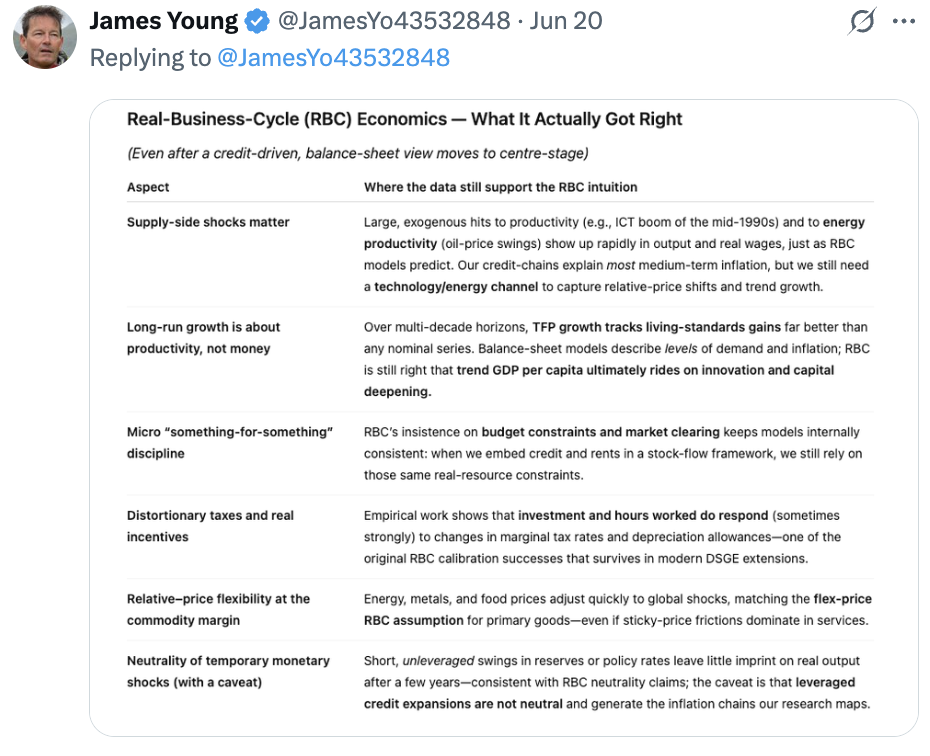 James Young @JamesYo43532848 · Jun 20
Replying to @JamesYo43532848
Real-Business-Cycle (RBC) Economics — What It Actually Got Right
(Even after a credit-driven, balance-sheet view moves to centre-stage)
Aspect Where the data still support the RBC intuition
Supply-side shocks matter
Large, exogenous hits to productivity (e.g., ICT boom of the mid-1990s) and to energy
productivity (oil-price swings) show up rapidly in output and real wages, just as RBC
models predict. Our credit-chains explain most medium-term inflation, but we still need
a technology/energy channel to capture relative-price shifts and trend growth.
Long-run growth is about
productivity, not money
Over multi-decade horizons, TFP growth tracks living-standards gains far better than
any nominal series. Balance-sheet models describe levels of demand and inflation; RBC
is still right that trend GDP per capita ultimately rides on innovation and capital
deepening.
Micro “something-for-something”
discipline
RBC’s insistence on budget constraints and market clearing keeps models internally
consistent: when we embed credit and rents in a stock-flow framework, we still rely on
those same real-resource constraints.
Distortionary taxes and real
incentives
Empirical work shows that investment and hours worked do respond (sometimes
strongly) to changes in marginal tax rates and depreciation allowances—one of the
original RBC calibration successes that survives in modern DSGE extensions.
Relative–price flexibility at the
commodity margin
Energy, metals, and food prices adjust quickly to global shocks, matching the flex-price
RBC assumption for primary goods—even if sticky-price frictions dominate in services.
Neutrality of temporary monetary
shocks (with a caveat)
Short, unleveraged swings in reserves or policy rates leave little imprint on real output
after a few years—consistent with RBC neutrality claims; the caveat is that leveraged
credit expansions are not neutral and generate the inflation chains our research maps.